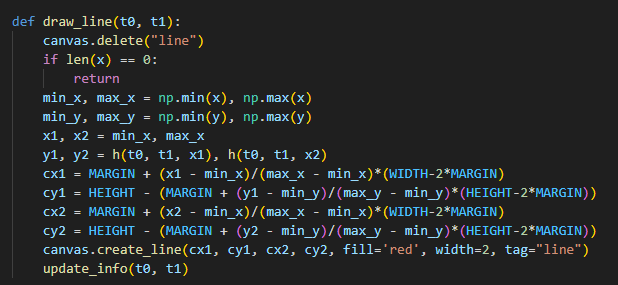 def draw_line(t0, t1):
    canvas.delete("line")
    if len(x) == 0:
        return
    min_x, max_x = np.min(x), np.max(x)
    min_y, max_y = np.min(y), np.max(y)
    x1, x2 = min_x, max_x
    y1, y2 = h(t0, t1, x1), h(t0, t1, x2)
    cx1 = MARGIN + (x1 - min_x)/(max_x - min_x)*(WIDTH-2*MARGIN)
    cy1 = HEIGHT - (MARGIN + (y1 - min_y)/(max_y - min_y)*(HEIGHT-2*MARGIN))
    cx2 = MARGIN + (x2 - min_x)/(max_x - min_x)*(WIDTH-2*MARGIN)
    cy2 = HEIGHT - (MARGIN + (y2 - min_y)/(max_y - min_y)*(HEIGHT-2*MARGIN))
    canvas.create_line(cx1, cy1, cx2, cy2, fill='red', width=2, tag="line")
    update_info(t0, t1)